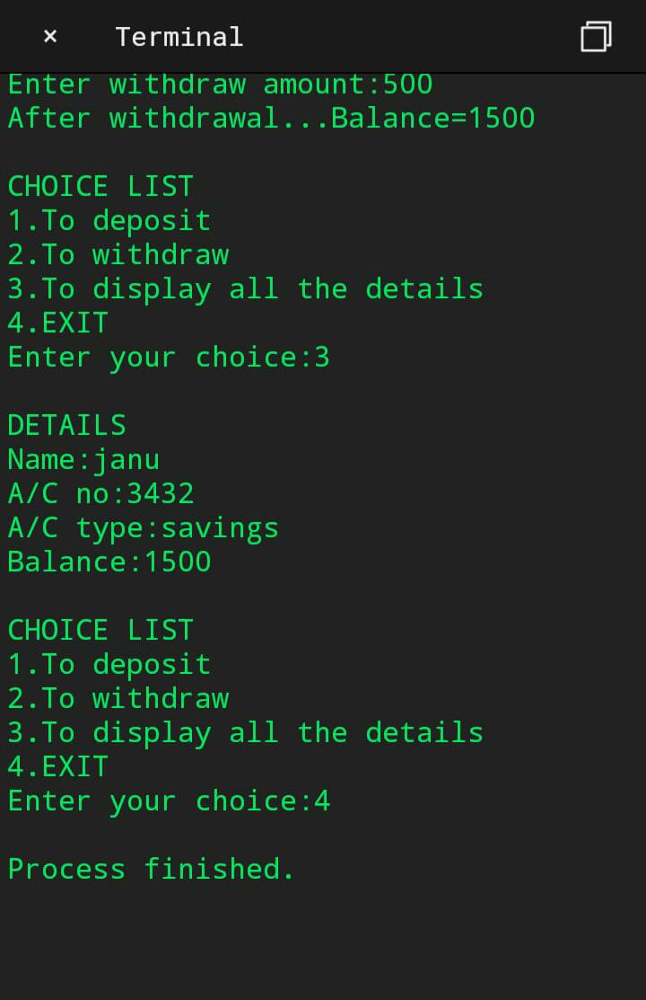 × Terminal
Enter withdraw amount:500
After withdrawal...Balance=1500
CHOICE LIST
1.To deposit
2.To withdraw
3.To display all the details
4.EXIT
Enter your choice:3
DETAILS
Name:janu
A/C no:3432
A/C type:savings
Balance:1500
CHOICE LIST
1.To deposit
2.To withdraw
3.To display all the details
4.EXIT
Enter your choice:4
Process finished.